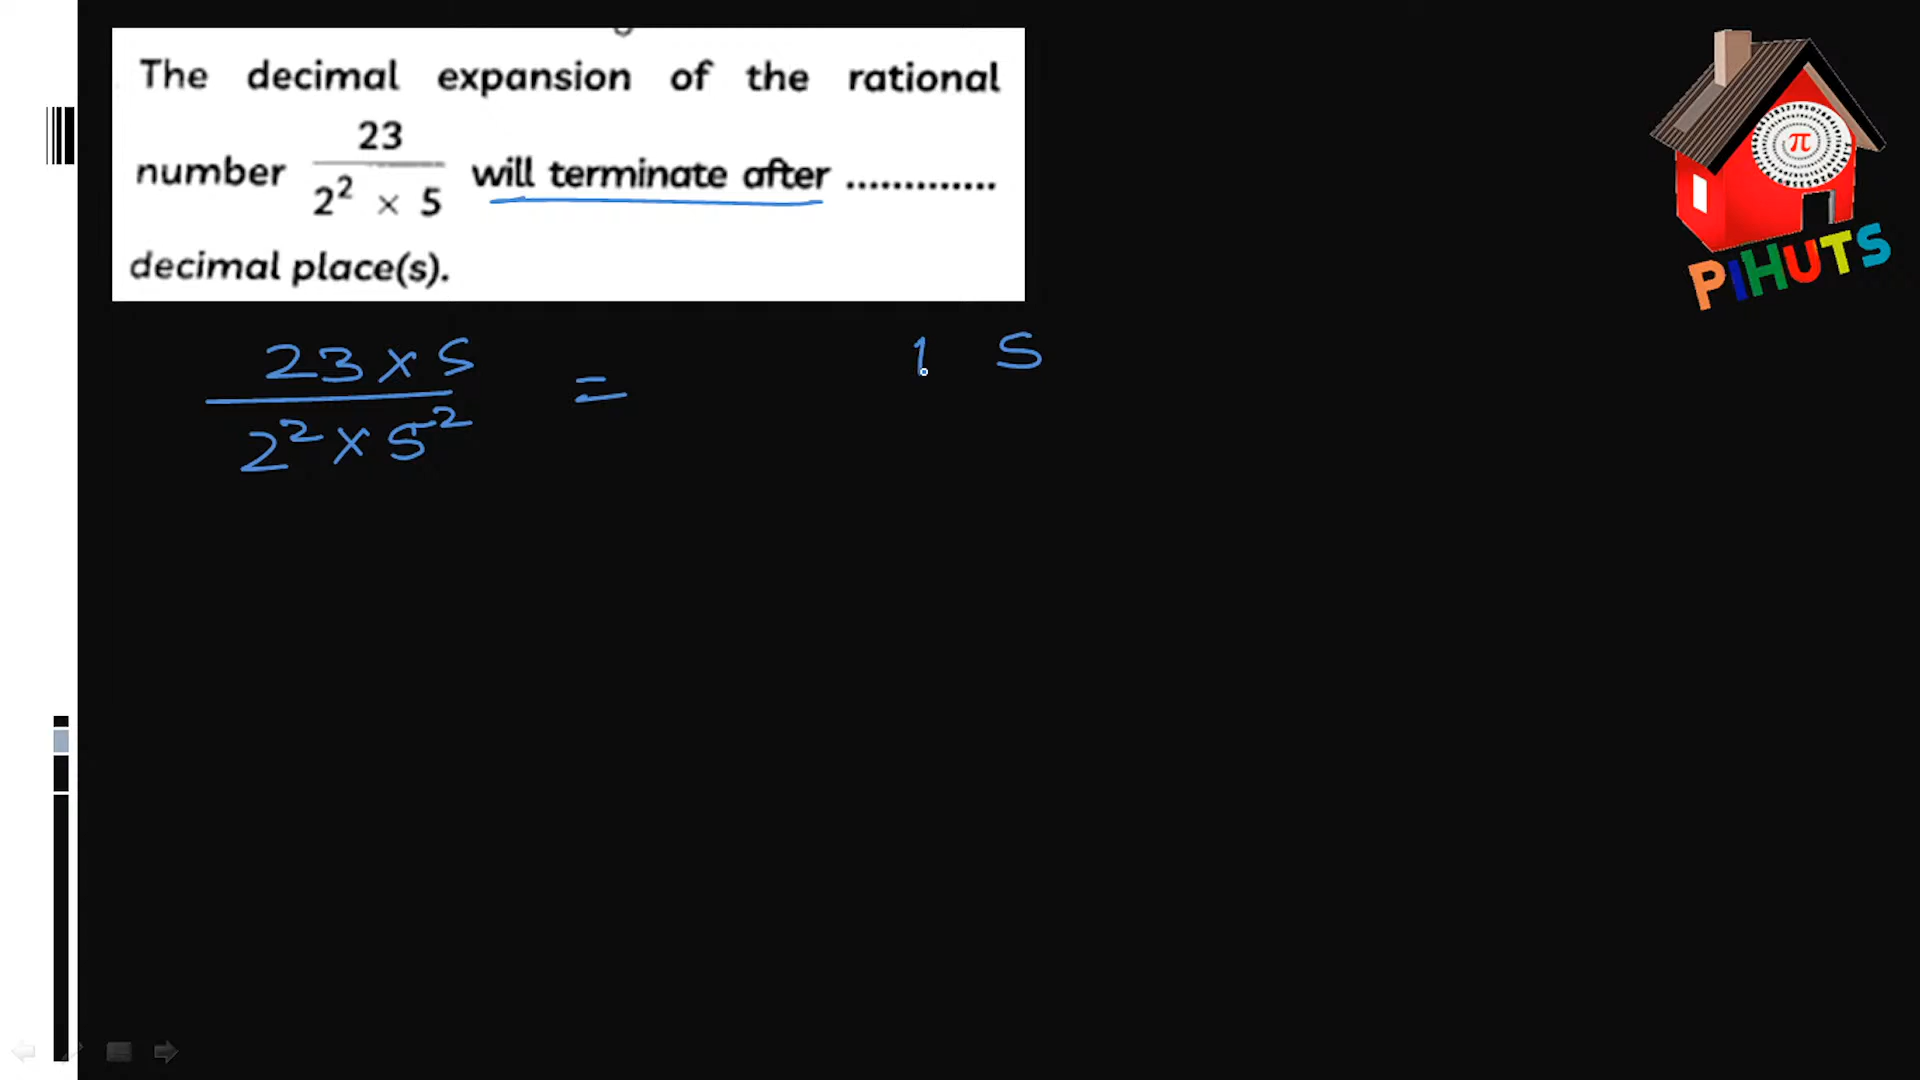 The decimal expansion of the rational
number 23 / 2² × 5 will terminate after .............
decimal place(s).
23 × 5 / 2² × 5² = 1 5
π
PIHUTS